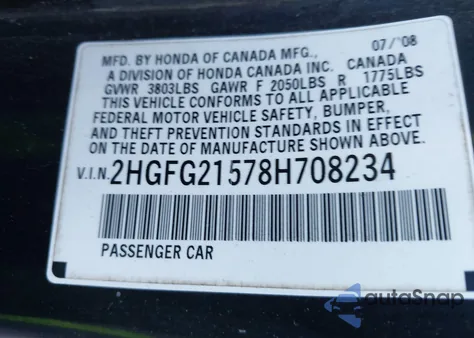 MFD. BY HONDA OF CANADA MFG., 07/'08
A DIVISION OF HONDA CANADA INC. CANADA
GVWR 3803LBS GAWR F 2050LBS R 1775LBS
THIS VEHICLE CONFORMS TO ALL APPLICABLE
FEDERAL MOTOR VEHICLE SAFETY, BUMPER,
AND THEFT PREVENTION STANDARDS IN EFFECT
ON THE DATE OF MANUFACTURE SHOWN ABOVE.
V.I.N.2HGFG21578H708234
PASSENGER CAR
autoSnap